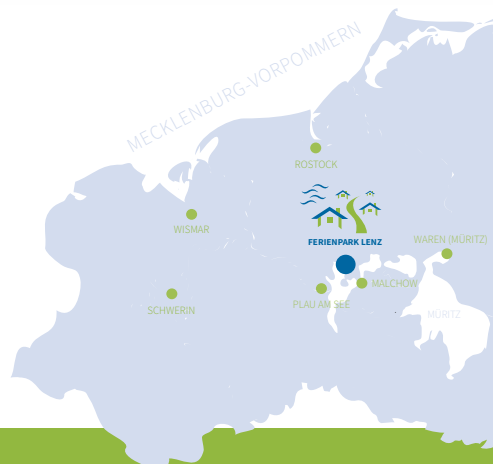 MECKLENBURG-VORPOMMERN
ROSTOCK
WISMAR
FERIENPARK LENZ
WAREN (MÜRITZ)
MALCHOW
SCHWERIN
PLAU AM SEE
MÜRITZ